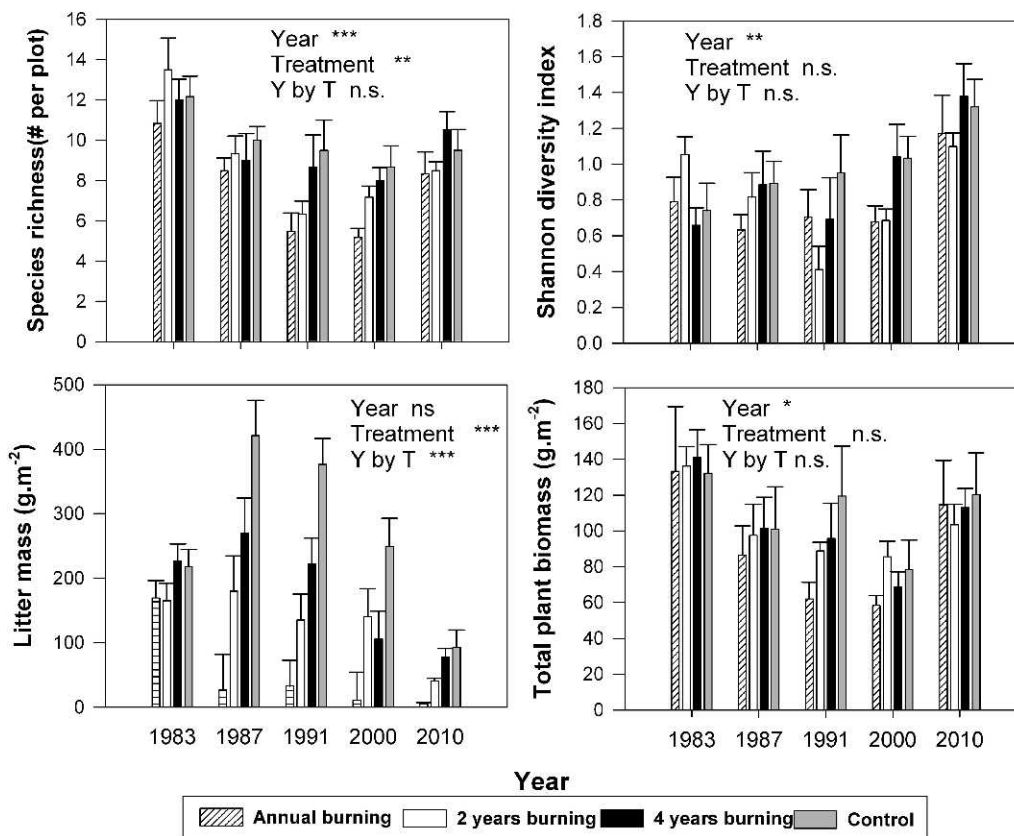 Species richness(# per plot)
16
14
12
10
8
6
4
2
0
Year ***
Treatment **
Y by T n.s.
Shannon diversity index
1.8
1.6
1.4
1.2
1.0
0.8
0.6
0.4
0.2
0.0
Year **
Treatment n.s.
Y by T n.s.
Litter mass (g.m-2)
500
400
300
200
100
0
Year ns
Treatment ***
Y by T ***
1983 1987 1991 2000 2010
Total plant biomass (g.m-2)
180
160
140
120
100
80
60
40
20
0
Year *
Treatment n.s.
Y by T n.s.
1983 1987 1991 2000 2010
Year
Annual burning 2 years burning 4 years burning Control